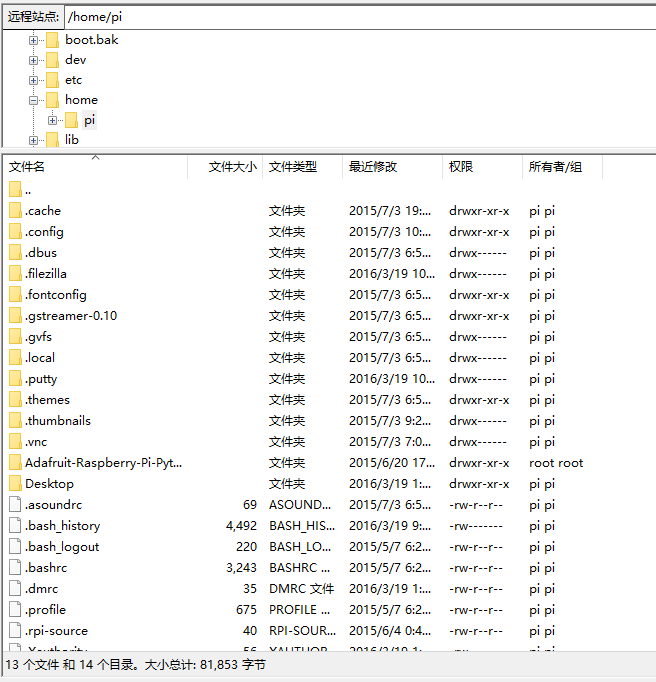 远程站点: /home/pi
boot.bak
dev
etc
home
pi
lib
文件名 文件大小 文件类型 最近修改 权限 所有者/组
..
.cache 文件夹 2015/7/3 19:... drwxr-xr-x pi pi
.config 文件夹 2015/7/3 10:... drwxr-xr-x pi pi
.dbus 文件夹 2015/7/3 6:5... drwx------ pi pi
.filezilla 文件夹 2016/3/19 10... drwx------ pi pi
.fontconfig 文件夹 2015/7/3 6:5... drwxr-xr-x pi pi
.gstreamer-0.10 文件夹 2015/7/3 6:5... drwxr-xr-x pi pi
.gvfs 文件夹 2015/7/3 6:5... drwx------ pi pi
.local 文件夹 2015/7/3 6:5... drwx------ pi pi
.putty 文件夹 2016/3/19 10... drwx------ pi pi
.themes 文件夹 2015/7/3 6:5... drwxr-xr-x pi pi
.thumbnails 文件夹 2015/7/3 9:2... drwx------ pi pi
.vnc 文件夹 2015/7/3 7:0... drwx------ pi pi
Adafruit-Raspberry-Pi-Pyt... 文件夹 2015/6/20 17... drwxr-xr-x root root
Desktop 文件夹 2016/3/19 1:... drwxr-xr-x pi pi
.asoundrc 69 ASOUND... 2015/7/3 6:5... -rw-r--r-- pi pi
.bash_history 4,492 BASH_HIS... 2016/3/19 9:... -rw------- pi pi
.bash_logout 220 BASH_LO... 2015/5/7 6:2... -rw-r--r-- pi pi
.bashrc 3,243 BASHRC ... 2015/5/7 6:2... -rw-r--r-- pi pi
.dmrc 35 DMRC 文件 2016/3/19 1:... -rw-r--r-- pi pi
.profile 675 PROFILE ... 2015/5/7 6:2... -rw-r--r-- pi pi
.rpi-source 40 RPI-SOUR... 2015/6/4 0:4... -rw-r--r-- pi pi
.Xauthority 56 XAUTHOR... 2016/3/19 1:... -rw------- pi pi
13 个文件 和 14 个目录。大小总计: 81,853 字节